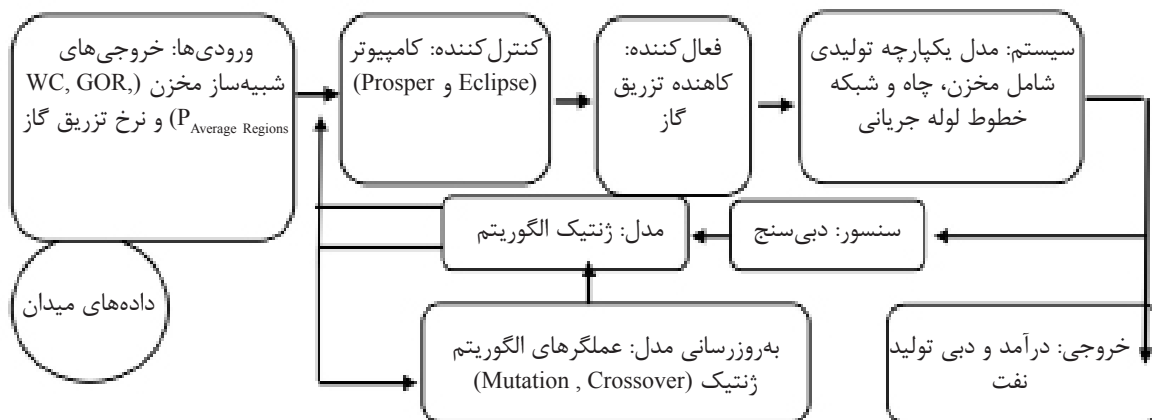 ورودی‌ها: خروجی‌های
شبیه‌ساز مخزن (WC, GOR,
P Average Regions) و نرخ تزریق گاز
کنترل‌کننده: کامپیوتر
(Eclipse و Prosper)
فعال‌کننده:
کاهنده تزریق
گاز
سیستم: مدل یکپارچه تولیدی
شامل مخزن، چاه و شبکه
خطوط لوله جریانی
مدل: ژنتیک الگوریتم
سنسور: دبی‌سنج
داده‌های میدان
به‌روزرسانی مدل: عملگرهای الگوریتم
ژنتیک (Mutation , Crossover)
خروجی: درآمد و دبی تولید
نفت